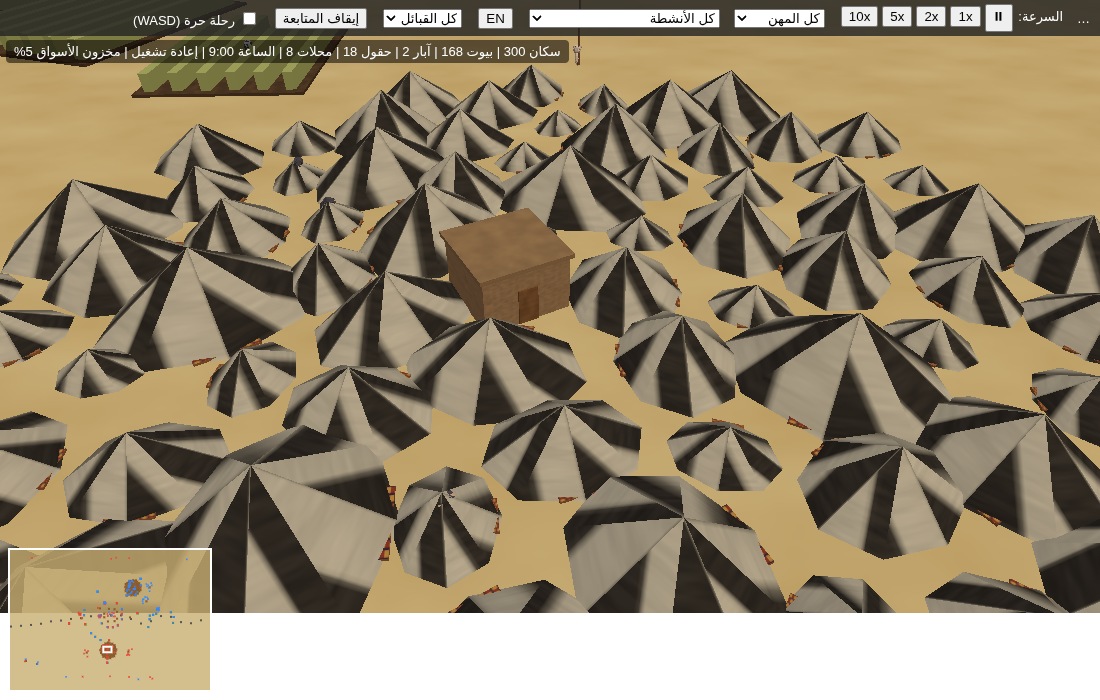 ... السرعة: ⏸ 1x 2x 5x 10x كل المهن كل الأنشطة EN كل القبائل إيقاف المتابعة رحلة حرة (WASD)
سكان 300 | بيوت 168 | آبار 2 | حقول 18 | محلات 8 | الساعة 9:00 | إعادة تشغيل | مخزون الأسواق 5%